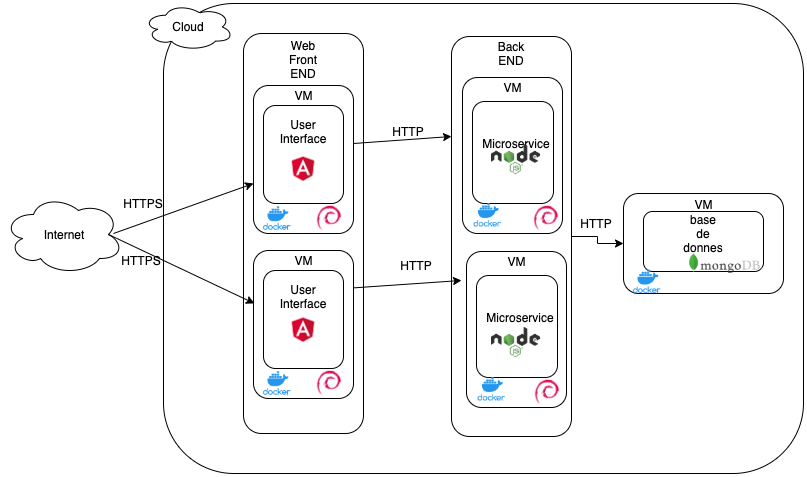 Cloud
Web
Front
END
VM
User
Interface
docker
VM
User
Interface
docker
Back
END
VM
Microservice
node
JS
docker
VM
Microservice
node
JS
docker
Internet
HTTPS
HTTPS
HTTP
HTTP
HTTP
VM
base
de
donnes
mongoDB
docker